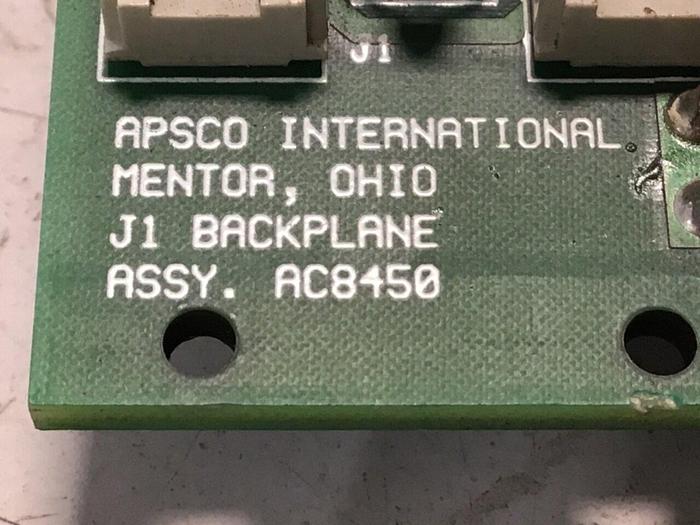 J1
APSCO INTERNATIONAL
MENTOR, OHIO
J1 BACKPLANE
ASSY. AC8450